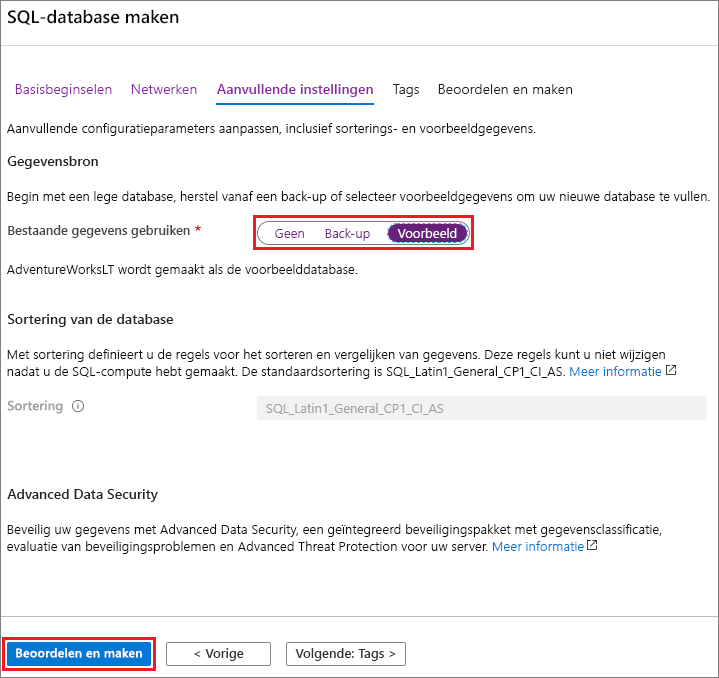 SQL-database maken
Basisbeginselen Netwerken Aanvullende instellingen Tags Beoordelen en maken
Aanvullende configuratieparameters aanpassen, inclusief sorterings- en voorbeeldgegevens.
Gegevensbron
Begin met een lege database, herstel vanaf een back-up of selecteer voorbeeldgegevens om uw nieuwe database te vullen.
Bestaande gegevens gebruiken * Geen Back-up Voorbeeld
AdventureWorksLT wordt gemaakt als de voorbeelddatabase.
Sortering van de database
Met sortering definieert u de regels voor het sorteren en vergelijken van gegevens. Deze regels kunt u niet wijzigen
nadat u de SQL-compute hebt gemaakt. De standaardsortering is SQL_Latin1_General_CP1_CI_AS. Meer informatie
Sortering SQL_Latin1_General_CP1_CI_AS
Advanced Data Security
Beveilig uw gegevens met Advanced Data Security, een geïntegreerd beveiligingspakket met gegevensclassificatie,
evaluatie van beveiligingsproblemen en Advanced Threat Protection voor uw server. Meer informatie
Beoordelen en maken < Vorige Volgende: Tags >